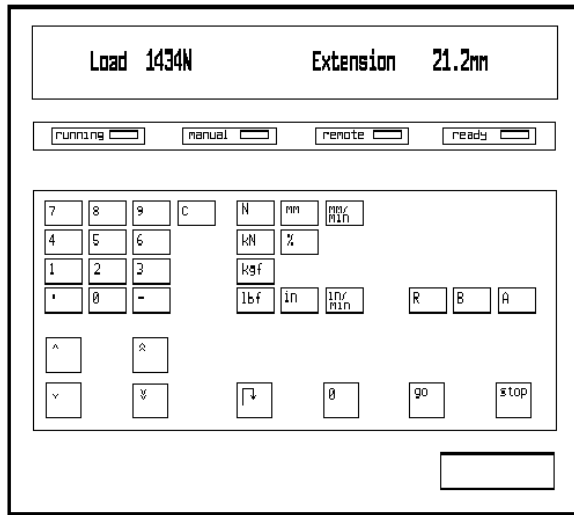 Load 1434N Extension 21.2mm
running manual remote ready
7 8 9 C N mm mm/min
4 5 6 kN %
1 2 3 kgf
. 0 - lbf in in/min R B A
^ ^
v v
0 go stop